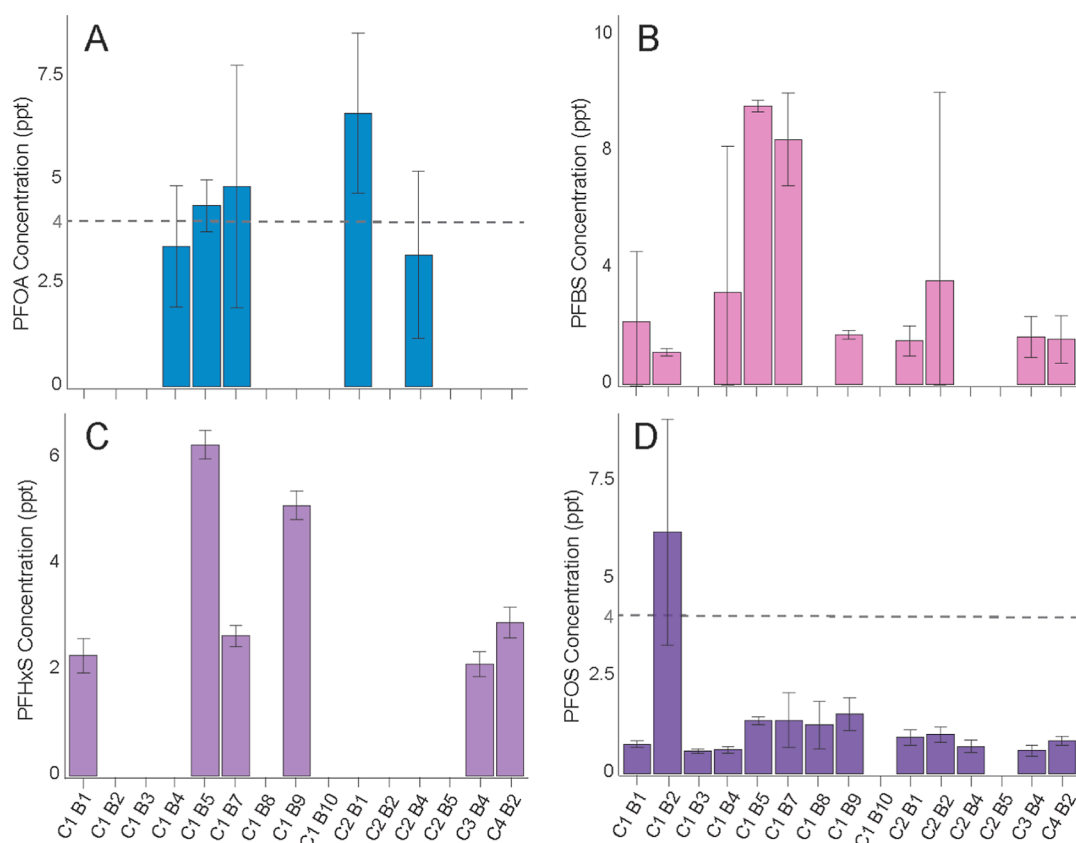 A
PFOA Concentration (ppt)
7.5
5
4
2.5
0
B
PFBS Concentration (ppt)
10
8
4
2
0
C
PFHxS Concentration (ppt)
6
4
2
0
C1 B1
C1 B2
C1 B3
C1 B4
C1 B5
C1 B7
C1 B8
C1 B9
C1 B10
C2 B1
C2 B2
C2 B4
C2 B5
C3 B4
C4 B2
D
PFOS Concentration (ppt)
7.5
5
4
2.5
0
C1 B1
C1 B2
C1 B3
C1 B4
C1 B5
C1 B7
C1 B8
C1 B9
C1 B10
C2 B1
C2 B2
C2 B4
C2 B5
C3 B4
C4 B2